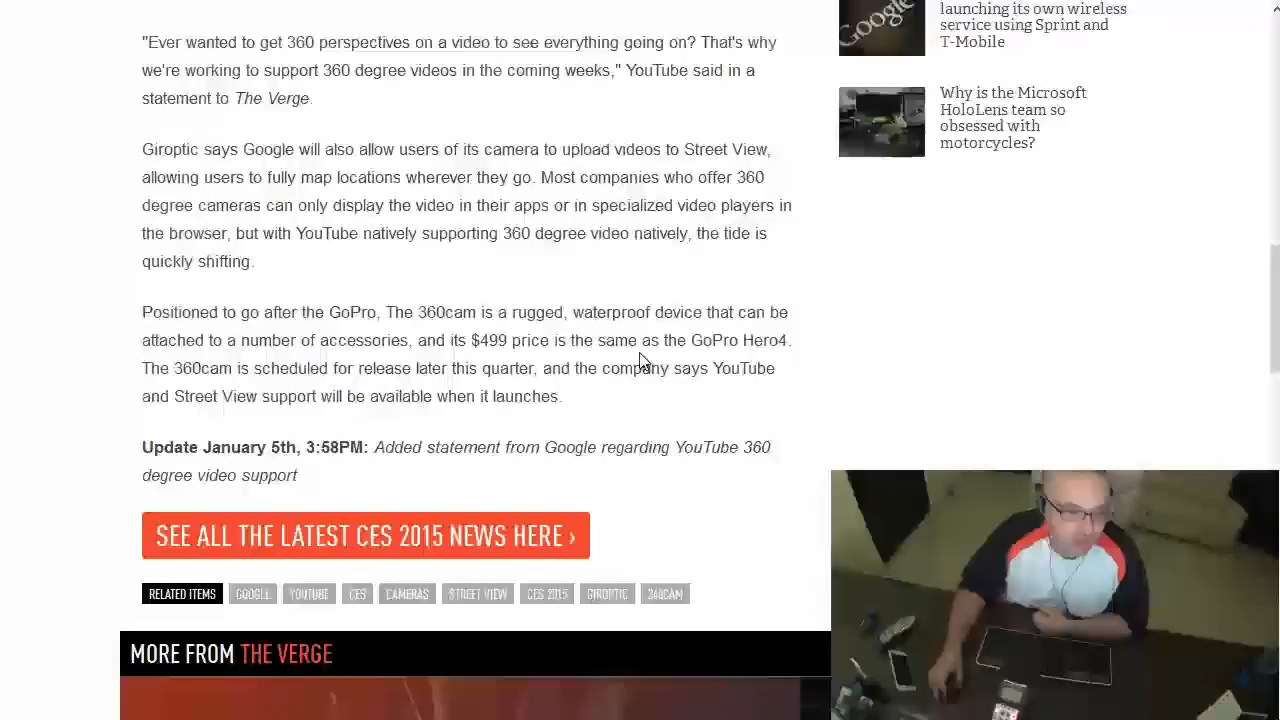 "Ever wanted to get 360 perspectives on a video to see everything going on? That's why
we're working to support 360 degree videos in the coming weeks," YouTube said in a
statement to The Verge.
Giroptic says Google will also allow users of its camera to upload videos to Street View,
allowing users to fully map locations wherever they go. Most companies who offer 360
degree cameras can only display the video in their apps or in specialized video players in
the browser, but with YouTube natively supporting 360 degree video natively, the tide is
quickly shifting.
Positioned to go after the GoPro, The 360cam is a rugged, waterproof device that can be
attached to a number of accessories, and its $499 price is the same as the GoPro Hero4.
The 360cam is scheduled for release later this quarter, and the company says YouTube
and Street View support will be available when it launches.
Update January 5th, 3:58PM: Added statement from Google regarding YouTube 360
degree video support
SEE ALL THE LATEST CES 2015 NEWS HERE ›
RELATED ITEMS GOOGLE YOUTUBE CES CAMERAS STREET VIEW CES 2015 GIROPTIC 360CAM
MORE FROM THE VERGE
Google
launching its own wireless
service using Sprint and
T-Mobile
Why is the Microsoft
HoloLens team so
obsessed with
motorcycles?